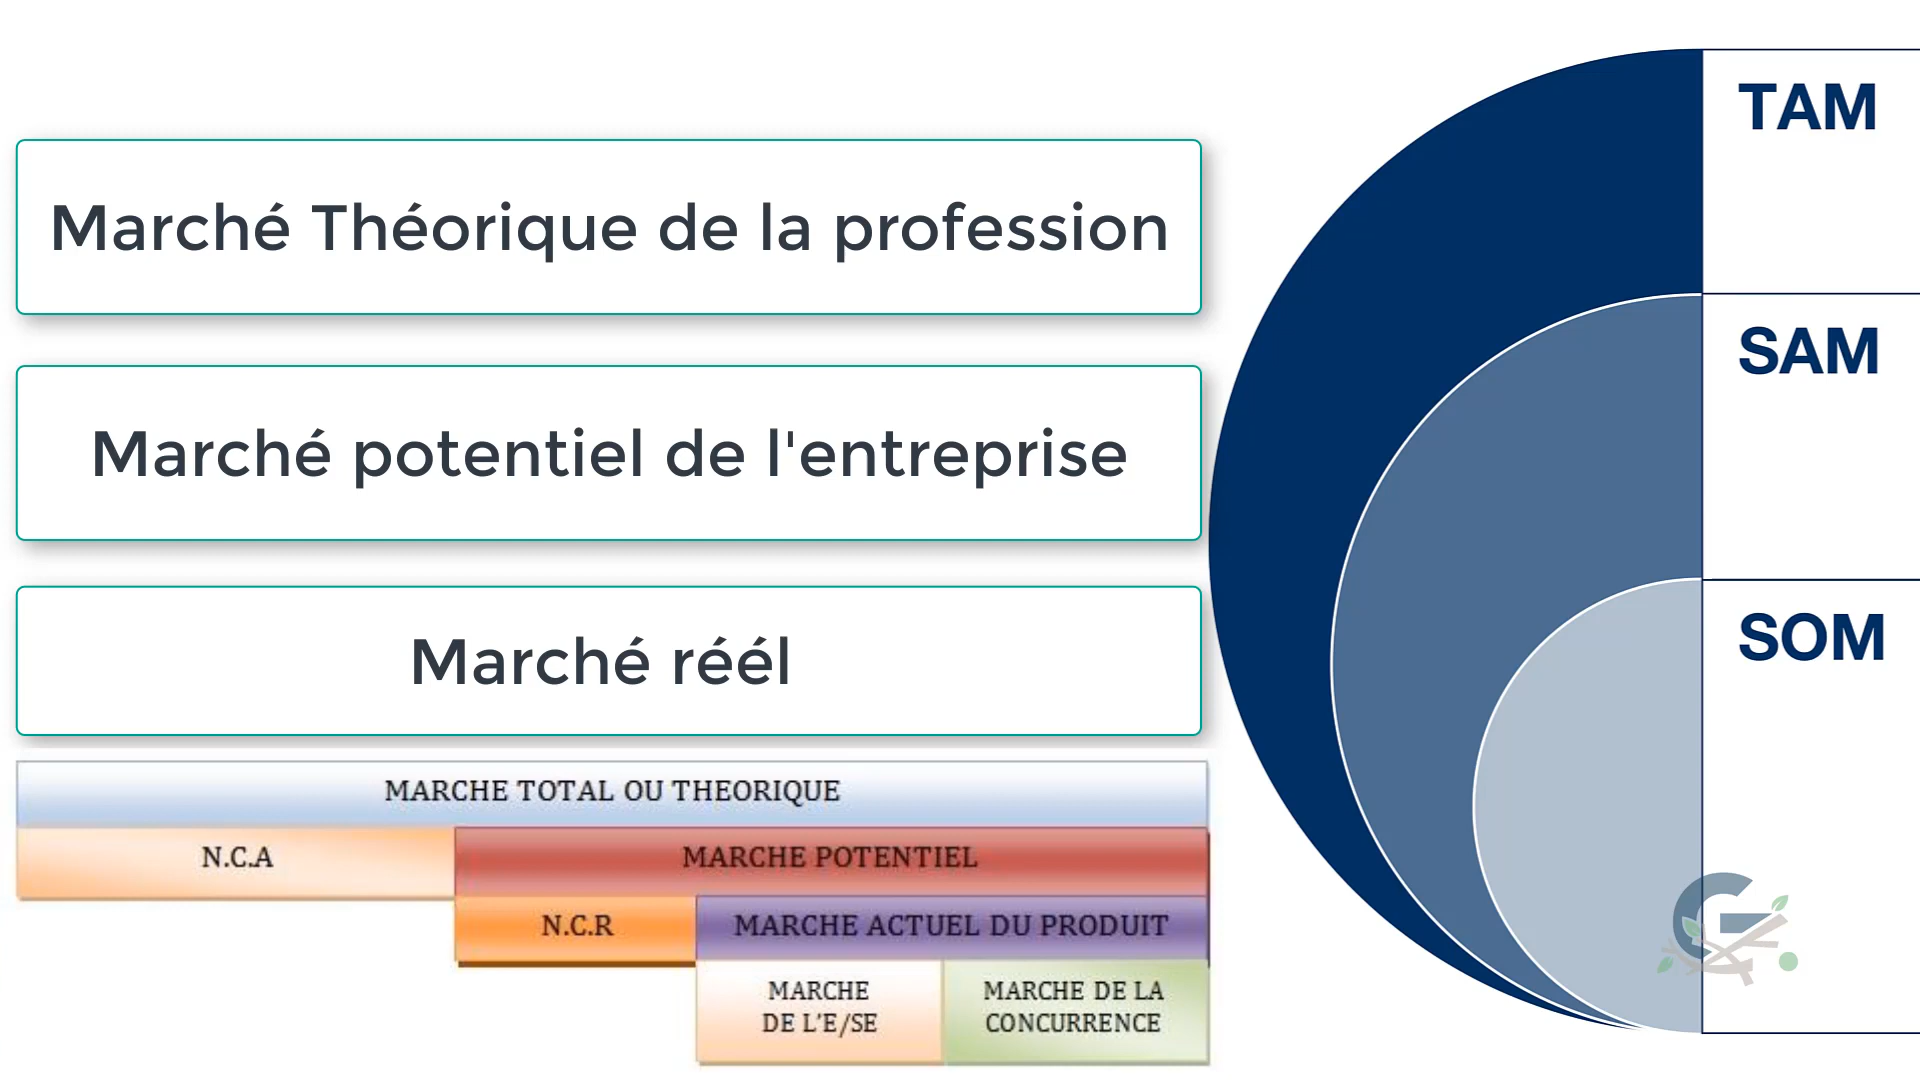 Marché Théorique de la profession
Marché potentiel de l'entreprise
Marché réél
TAM
SAM
SOM
MARCHE TOTAL OU THEORIQUE
N.C.A
MARCHE POTENTIEL
N.C.R
MARCHE ACTUEL DU PRODUIT
MARCHE
DE L'E/SE
MARCHE DE LA
CONCURRENCE